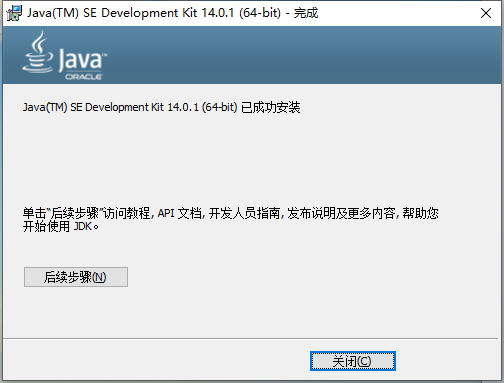 Java(TM) SE Development Kit 14.0.1 (64-bit) - 完成
Java™
ORACLE
Java(TM) SE Development Kit 14.0.1 (64-bit) 已成功安装
单击“后续步骤”访问教程, API 文档, 开发人员指南, 发布说明及更多内容, 帮助您
开始使用 JDK。
后续步骤(N)
关闭(C)